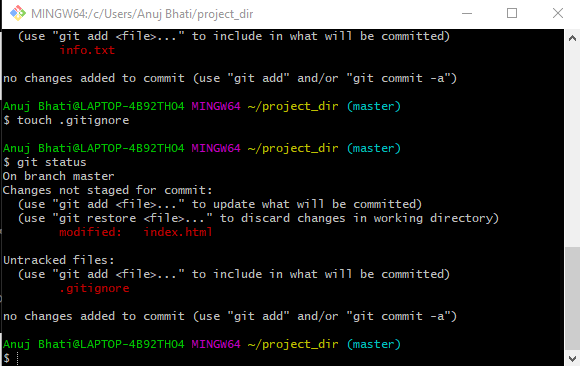 MINGW64:/c/Users/Anuj Bhati/project_dir
(use "git add <file>..." to include in what will be committed)
info.txt
no changes added to commit (use "git add" and/or "git commit -a")
Anuj Bhati@LAPTOP-4B92TH04 MINGW64 ~/project_dir (master)
$ touch .gitignore
Anuj Bhati@LAPTOP-4B92TH04 MINGW64 ~/project_dir (master)
$ git status
On branch master
Changes not staged for commit:
(use "git add <file>..." to update what will be committed)
(use "git restore <file>..." to discard changes in working directory)
modified: index.html
Untracked files:
(use "git add <file>..." to include in what will be committed)
.gitignore
no changes added to commit (use "git add" and/or "git commit -a")
Anuj Bhati@LAPTOP-4B92TH04 MINGW64 ~/project_dir (master)
$